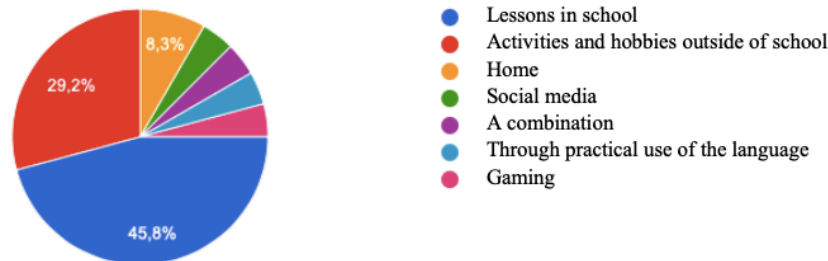 8,3%
29,2%
45,8%
Lessons in school
Activities and hobbies outside of school
Home
Social media
A combination
Through practical use of the language
Gaming